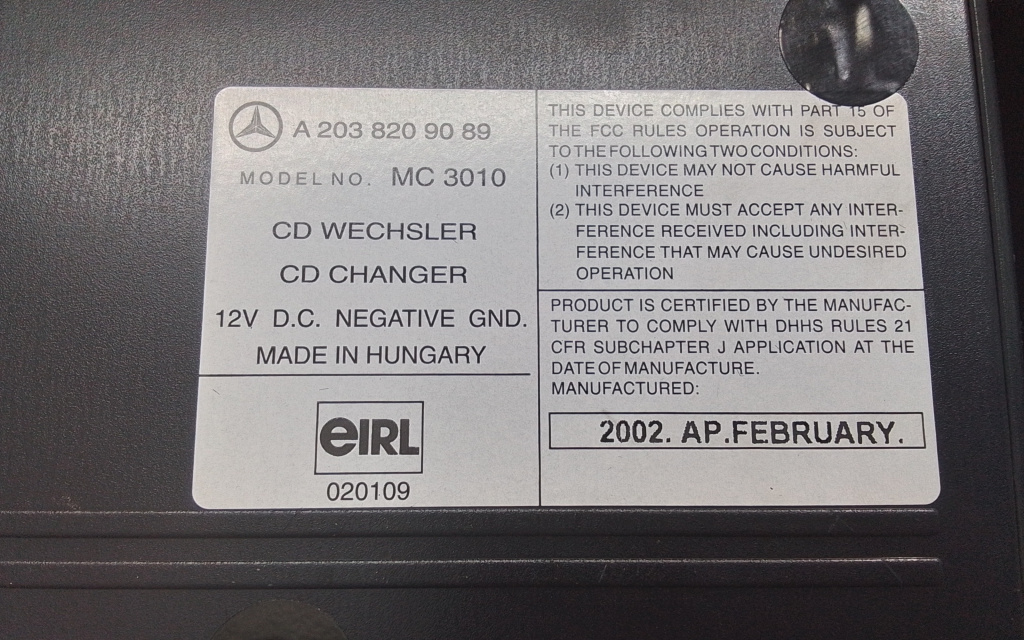 A 203 820 90 89
MODEL NO. MC 3010
CD WECHSLER
CD CHANGER
12V D.C. NEGATIVE GND.
MADE IN HUNGARY
eIRL
020109
THIS DEVICE COMPLIES WITH PART 15 OF
THE FCC RULES OPERATION IS SUBJECT
TO THE FOLLOWING TWO CONDITIONS:
(1) THIS DEVICE MAY NOT CAUSE HARMFUL
INTERFERENCE
(2) THIS DEVICE MUST ACCEPT ANY INTER-
FERENCE RECEIVED INCLUDING INTER-
FERENCE THAT MAY CAUSE UNDESIRED
OPERATION
PRODUCT IS CERTIFIED BY THE MANUFAC-
TURER TO COMPLY WITH DHHS RULES 21
CFR SUBCHAPTER J APPLICATION AT THE
DATE OF MANUFACTURE.
MANUFACTURED:
2002. AP.FEBRUARY.